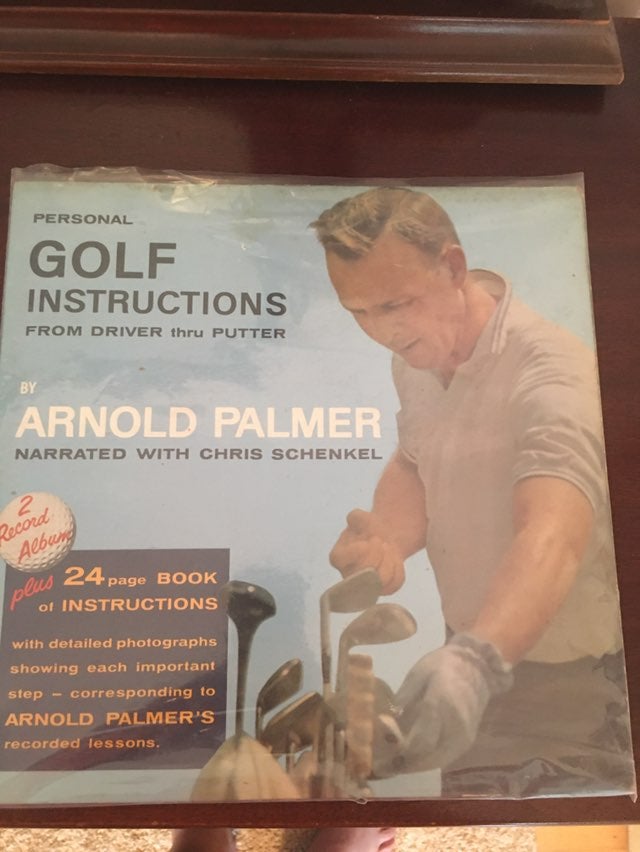 PERSONAL
GOLF
INSTRUCTIONS
FROM DRIVER thru PUTTER
BY
ARNOLD PALMER
NARRATED WITH CHRIS SCHENKEL
2
Record
Album
plus 24 page BOOK
of INSTRUCTIONS
with detailed photographs
showing each important
step – corresponding to
ARNOLD PALMER'S
recorded lessons.